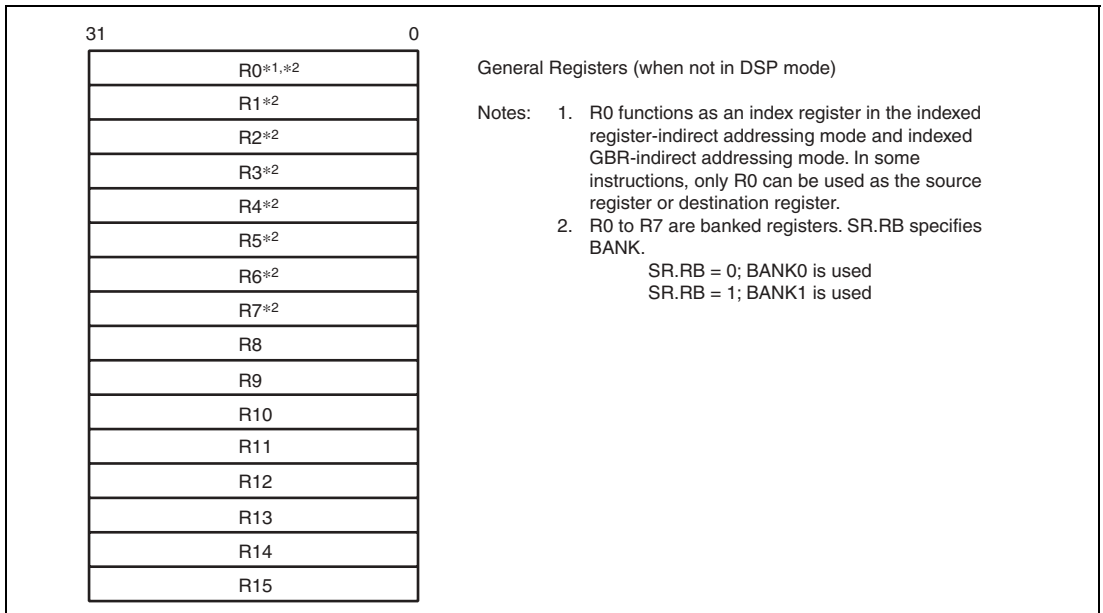 31 0
R0*1,*2
R1*2
R2*2
R3*2
R4*2
R5*2
R6*2
R7*2
R8
R9
R10
R11
R12
R13
R14
R15
General Registers (when not in DSP mode)
Notes: 1. R0 functions as an index register in the indexed
register-indirect addressing mode and indexed
GBR-indirect addressing mode. In some
instructions, only R0 can be used as the source
register or destination register.
2. R0 to R7 are banked registers. SR.RB specifies
BANK.
SR.RB = 0; BANK0 is used
SR.RB = 1; BANK1 is used